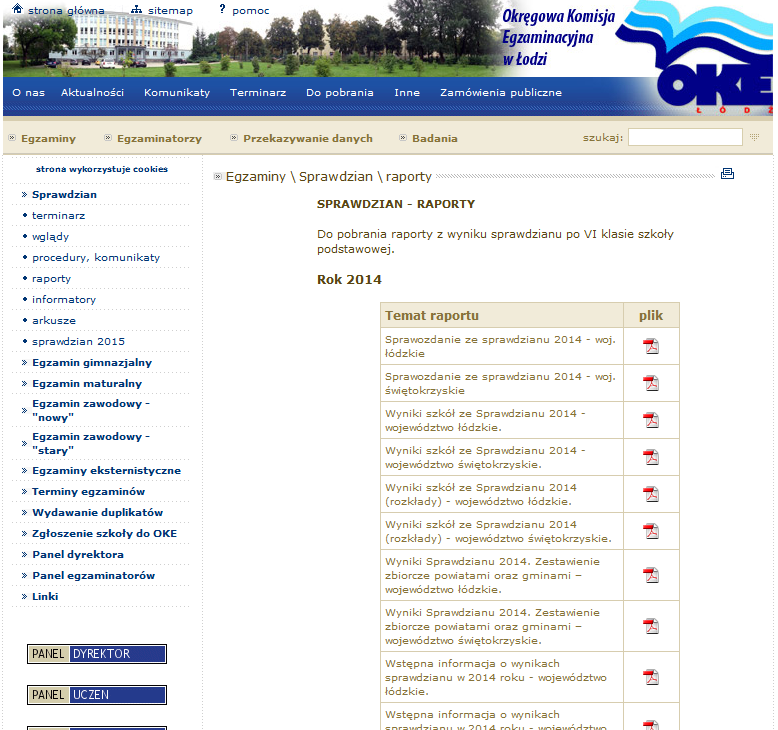 strona główna sitemap ? pomoc
Okręgowa Komisja
Egzaminacyjna
w Łodzi
OKE
ŁÓDŹ
O nas Aktualności Komunikaty Terminarz Do pobrania Inne Zamówienia publiczne
Egzaminy Egzaminatorzy Przekazywanie danych Badania szukaj:
strona wykorzystuje cookies
» Sprawdzian
• terminarz
• wglądy
• procedury, komunikaty
• raporty
• informatory
• arkusze
• sprawdzian 2015
» Egzamin gimnazjalny
» Egzamin maturalny
» Egzamin zawodowy -
"nowy"
» Egzamin zawodowy -
"stary"
» Egzaminy eksternistyczne
» Terminy egzaminów
» Wydawanie duplikatów
» Zgłoszenie szkoły do OKE
» Panel dyrektora
» Panel egzaminatorów
» Linki
PANEL DYREKTOR
PANEL UCZEN
Egzaminy \ Sprawdzian \ raporty
SPRAWDZIAN - RAPORTY
Do pobrania raporty z wyniku sprawdzianu po VI klasie szkoły
podstawowej.
Rok 2014
Temat raportu plik
Sprawozdanie ze sprawdzianu 2014 - woj.
łódzkie
Sprawozdanie ze sprawdzianu 2014 - woj.
świętokrzyskie
Wyniki szkół ze Sprawdzianu 2014 -
województwo łódzkie.
Wyniki szkół ze Sprawdzianu 2014 -
województwo świętokrzyskie.
Wyniki szkół ze Sprawdzianu 2014
(rozkłady) - województwo łódzkie.
Wyniki szkół ze Sprawdzianu 2014
(rozkłady) - województwo świętokrzyskie.
Wyniki Sprawdzianu 2014. Zestawienie
zbiorcze powiatami oraz gminami –
województwo łódzkie.
Wyniki Sprawdzianu 2014. Zestawienie
zbiorcze powiatami oraz gminami –
województwo świętokrzyskie.
Wstępna informacja o wynikach
sprawdzianu w 2014 roku - województwo
łódzkie.
Wstępna informacja o wynikach
sprawdzianu w 2014 roku - województwo